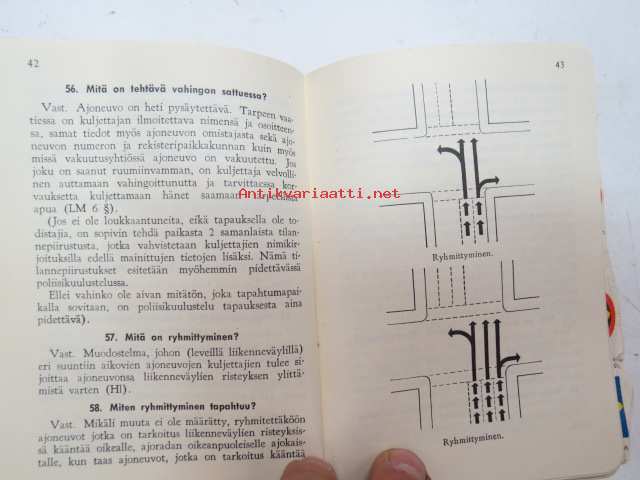 42
56. Mitä on tehtävä vahingon sattuessa?
Vast. Ajoneuvo on heti pysäytettävä. Tarpeen vaa-
tiessa on kuljettajan ilmoitettava nimensä ja osoitteen-
sa, samat tiedot myös ajoneuvon omistajasta sekä ajo-
neuvon numeron ja rekisteripaikkakunnan kuin myös
missä vakuutusyhtiössä ajoneuvo on vakuutettu. Jos
joku on saanut ruumiinvamman, on kuljettaja velvolli-
nen auttamaan vahingoittunutta ja tarvittaessa kor-
vauksetta kuljettamaan hänet saamaan tarpeellista
apua (LM 6 §).
(Jos ei ole loukkaantuneita, eikä tapauksella ole to-
distajia, on sopivin tehdä paikasta 2 samanlaista tilan-
nepiirustusta, jotka vahvistetaan kuljettajien nimikir-
joituksilla edellä mainittujen tietojen lisäksi. Nämä ti-
lannepiirustukset esitetään myöhemmin pidettävässä
poliisikuulustelussa.
Ellei vahinko ole aivan mitätön, joka tapahtumapai-
kalla sovitaan, on poliisikuulustelu tapauksesta aina
pidettävä).
57. Mitä on ryhmittyminen?
Vast. Muodostelma, johon (leveillä liikenneväylillä)
eri suuntiin aikovien ajoneuvojen kuljettajien tulee si-
joittaa ajoneuvonsa liikenneväylien risteyksen ylittä-
mistä varten (Hl).
58. Miten ryhmittyminen tapahtuu?
Vast. Mikäli muuta ei ole määrätty, ryhmitettäköön
ajoneuvot jotka on tarkoitus liikenneväylien risteyksis-
sä kääntää oikealle, ajoradan oikeanpuoleiselle ajokais-
talle, kun taas ajoneuvot, jotka on tarkoitus kääntää
43
Ryhmittyminen.
Ryhmittyminen.
Antikvariaatti.net